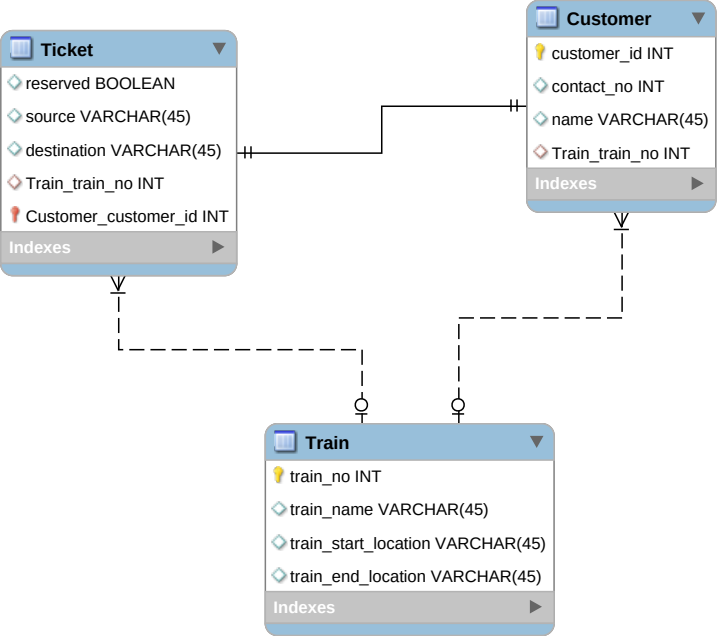 Ticket
reserved BOOLEAN
source VARCHAR(45)
destination VARCHAR(45)
Train_train_no INT
Customer_customer_id INT
Indexes
Customer
customer_id INT
contact_no INT
name VARCHAR(45)
Train_train_no INT
Indexes
Train
train_no INT
train_name VARCHAR(45)
train_start_location VARCHAR(45)
train_end_location VARCHAR(45)
Indexes